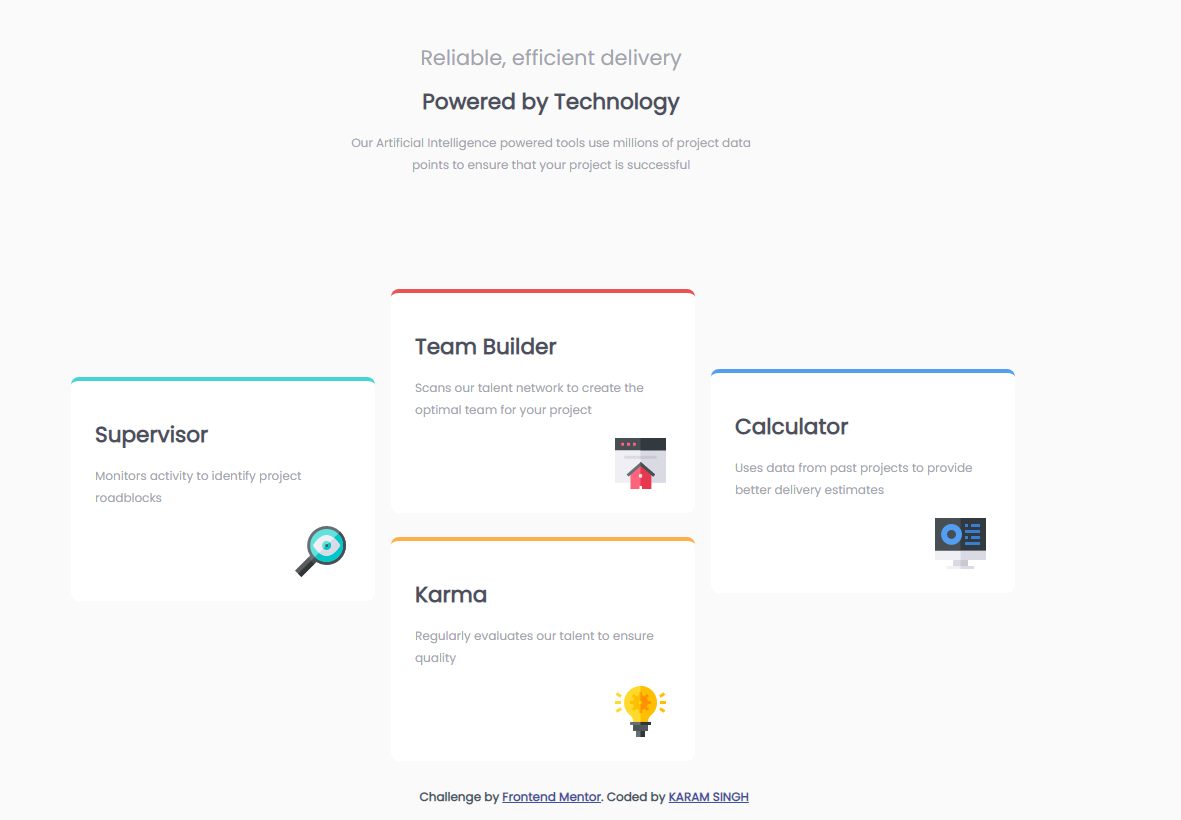 Reliable, efficient delivery
Powered by Technology
Our Artificial Intelligence powered tools use millions of project data
points to ensure that your project is successful
Supervisor
Monitors activity to identify project
roadblocks
Team Builder
Scans our talent network to create the
optimal team for your project
Karma
Regularly evaluates our talent to ensure
quality
Calculator
Uses data from past projects to provide
better delivery estimates
Challenge by Frontend Mentor. Coded by KARAM SINGH